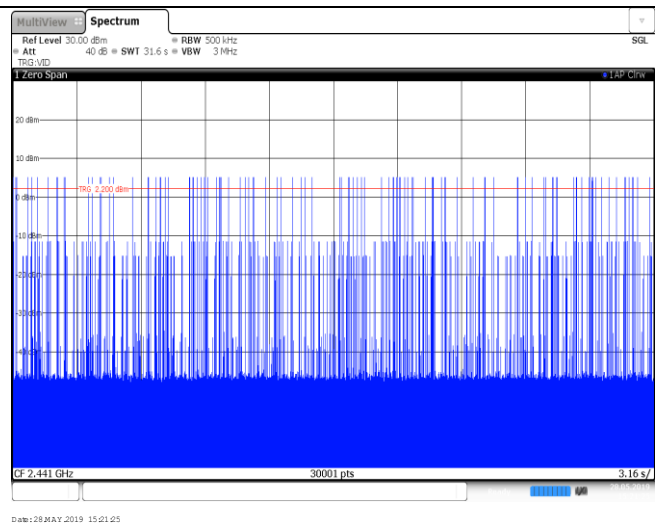 MultiView Spectrum
Ref Level 30.00 dBm RBW 500 kHz SGL
Att 40 dB SWT 31.6 s VBW 3 MHz
TRG:VID
1 Zero Span 1AP Clrw
20 dBm
10 dBm
TRG 2.200 dBm
0 dBm
-10 dBm
-20 dBm
-30 dBm
-40 dBm
CF 2.441 GHz 30001 pts 3.16 s/
Date: 28.MAY.2019 15:21:25